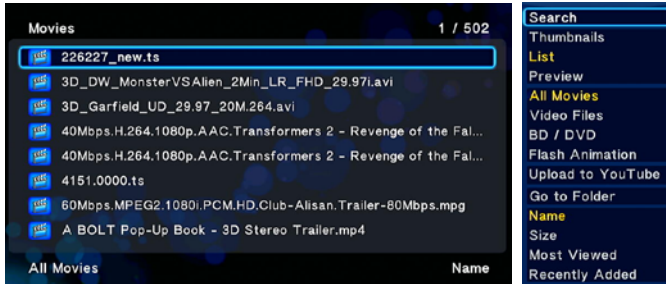 Movies 1 / 502
226227_new.ts
3D_DW_MonsterVSAlien_2Min_LR_FHD_29.97i.avi
3D_Garfield_UD_29.97_20M.264.avi
40Mbps.H.264.1080p.AAC.Transformers 2 - Revenge of the Fal...
40Mbps.H.264.1080p.AAC.Transformers 2 - Revenge of the Fal...
4151.0000.ts
60Mbps.MPEG2.1080i.PCM.HD.Club-Alisan.Trailer-80Mbps.mpg
A BOLT Pop-Up Book - 3D Stereo Trailer.mp4
All Movies Name
Search
Thumbnails
List
Preview
All Movies
Video Files
BD / DVD
Flash Animation
Upload to YouTube
Go to Folder
Name
Size
Most Viewed
Recently Added